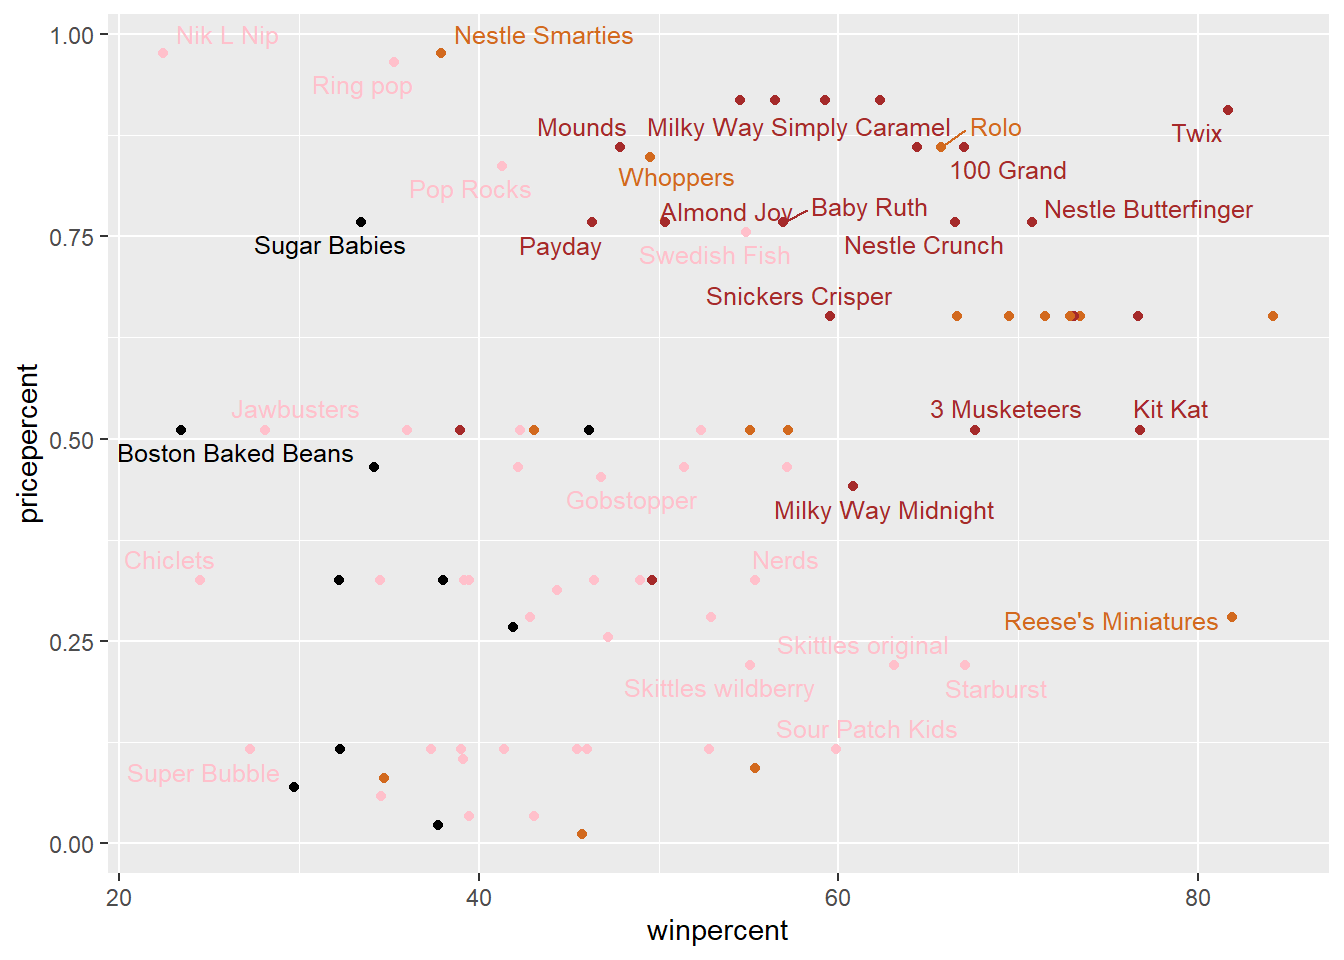 1.00
Nik L Nip
Nestle Smarties
Ring pop
Mounds
Milky Way Simply Caramel
Rolo
Twix
Whoppers
100 Grand
Pop Rocks
Almond Joy
Baby Ruth
Nestle Butterfinger
0.75
Sugar Babies
Payday
Nestle Crunch
Swedish Fish
Snickers Crisper
Jawbusters
3 Musketeers
Kit Kat
0.50
Boston Baked Beans
Gobstopper
Milky Way Midnight
Chiclets
Nerds
Reese's Miniatures
0.25
Skittles original
Skittles wildberry
Starburst
Sour Patch Kids
Super Bubble
0.00
20
40
60
80
winpercent
pricepercent